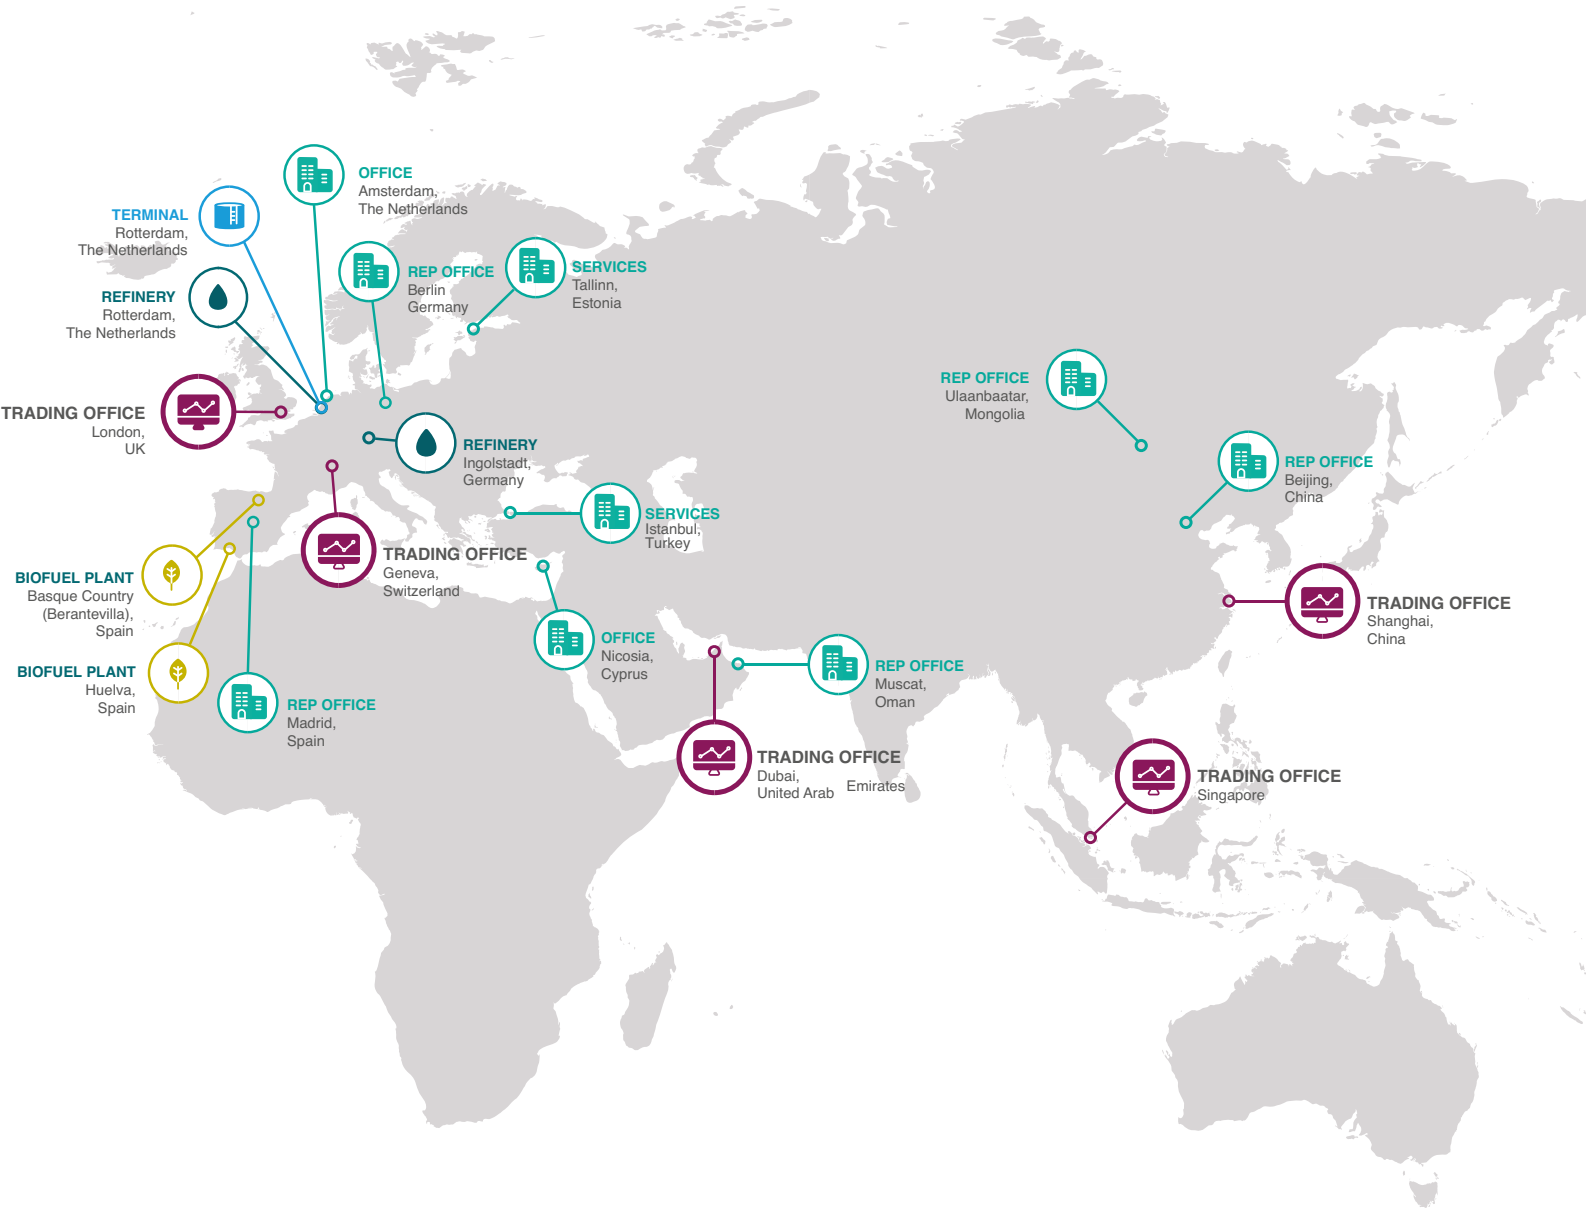 OFFICE
Amsterdam,
The Netherlands
TERMINAL
Rotterdam,
The Netherlands
REP OFFICE
Berlin
Germany
SERVICES
Tallinn,
Estonia
REFINERY
Rotterdam,
The Netherlands
TRADING OFFICE
London,
UK
REP OFFICE
Ulaanbaatar,
Mongolia
REFINERY
Ingolstadt,
Germany
REP OFFICE
Beijing,
China
SERVICES
Istanbul,
Turkey
TRADING OFFICE
Geneva,
Switzerland
BIOFUEL PLANT
Basque Country
(Berantevilla),
Spain
TRADING OFFICE
Shanghai,
China
OFFICE
Nicosia,
Cyprus
BIOFUEL PLANT
Huelva,
Spain
REP OFFICE
Muscat,
Oman
REP OFFICE
Madrid,
Spain
TRADING OFFICE
Dubai,
United Arab Emirates
TRADING OFFICE
Singapore